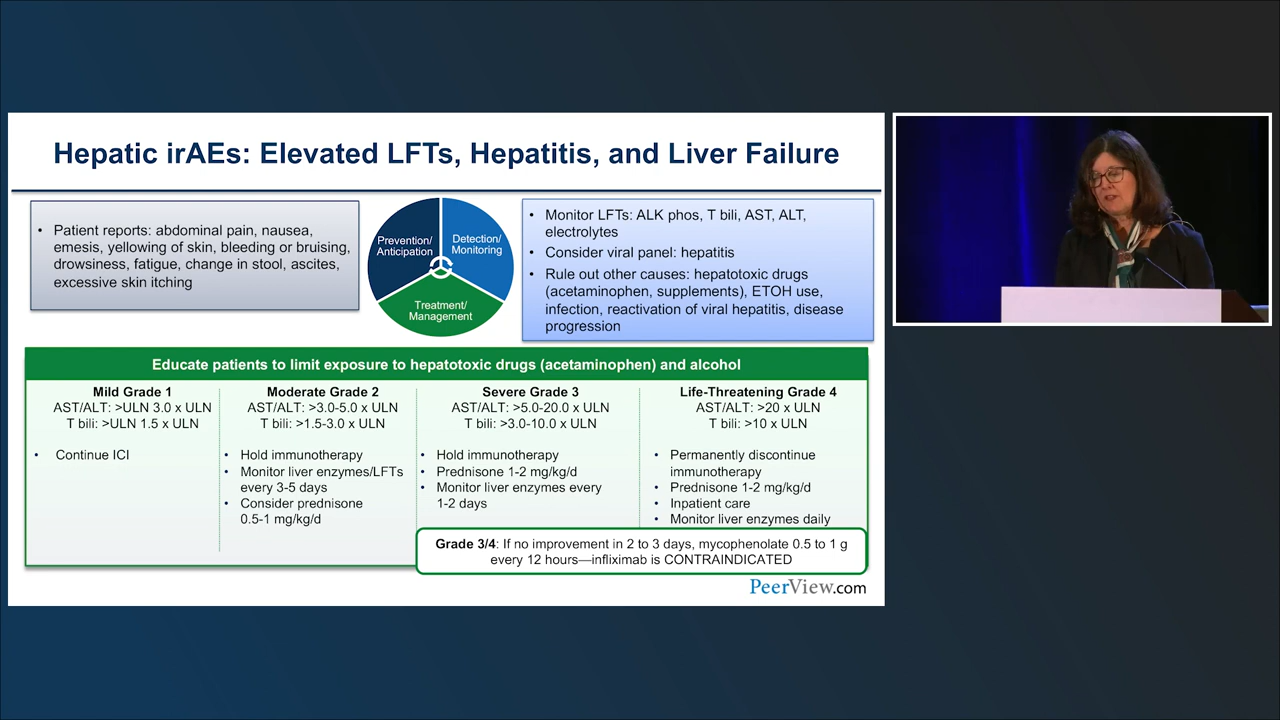 Hepatic irAEs: Elevated LFTs, Hepatitis, and Liver Failure
• Patient reports: abdominal pain, nausea,
emesis, yellowing of skin, bleeding or bruising,
drowsiness, fatigue, change in stool, ascites,
excessive skin itching
Prevention/
Anticipation
Detection/
Monitoring
Treatment/
Management
• Monitor LFTs: ALK phos, T bili, AST, ALT,
electrolytes
• Consider viral panel: hepatitis
• Rule out other causes: hepatotoxic drugs
(acetaminophen, supplements), ETOH use,
infection, reactivation of viral hepatitis, disease
progression
Educate patients to limit exposure to hepatotoxic drugs (acetaminophen) and alcohol
Mild Grade 1
AST/ALT: >ULN 3.0 x ULN
T bili: >ULN 1.5 x ULN
• Continue ICI
Moderate Grade 2
AST/ALT: >3.0-5.0 x ULN
T bili: >1.5-3.0 x ULN
• Hold immunotherapy
• Monitor liver enzymes/LFTs
every 3-5 days
• Consider prednisone
0.5-1 mg/kg/d
Severe Grade 3
AST/ALT: >5.0-20.0 x ULN
T bili: >3.0-10.0 x ULN
• Hold immunotherapy
• Prednisone 1-2 mg/kg/d
• Monitor liver enzymes every
1-2 days
Life-Threatening Grade 4
AST/ALT: >20 x ULN
T bili: >10 x ULN
• Permanently discontinue
immunotherapy
• Prednisone 1-2 mg/kg/d
• Inpatient care
• Monitor liver enzymes daily
Grade 3/4: If no improvement in 2 to 3 days, mycophenolate 0.5 to 1 g
every 12 hours—infliximab is CONTRAINDICATED
PeerView.com